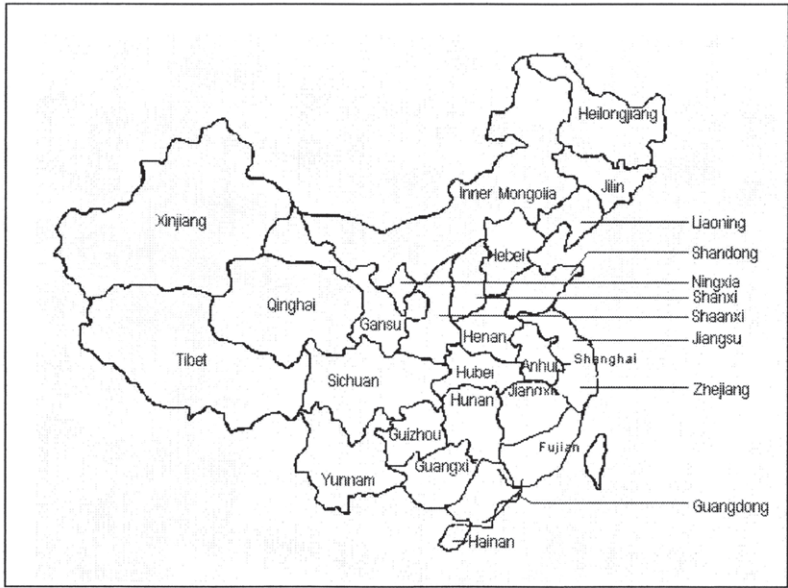 Heilongjiang
Jilin
Inner Mongolia
Xinjiang
Liaoning
Hebei
Shandong
Ningxia
Qinghai
Shanxi
Gansu
Shaanxi
Henan
Jiangsu
Tibet
Anhui
Shanghai
Hubei
Sichuan
Jiangxi
Zhejiang
Hunan
Guizhou
Fujian
Guangxi
Yunnam
Guangdong
Hainan